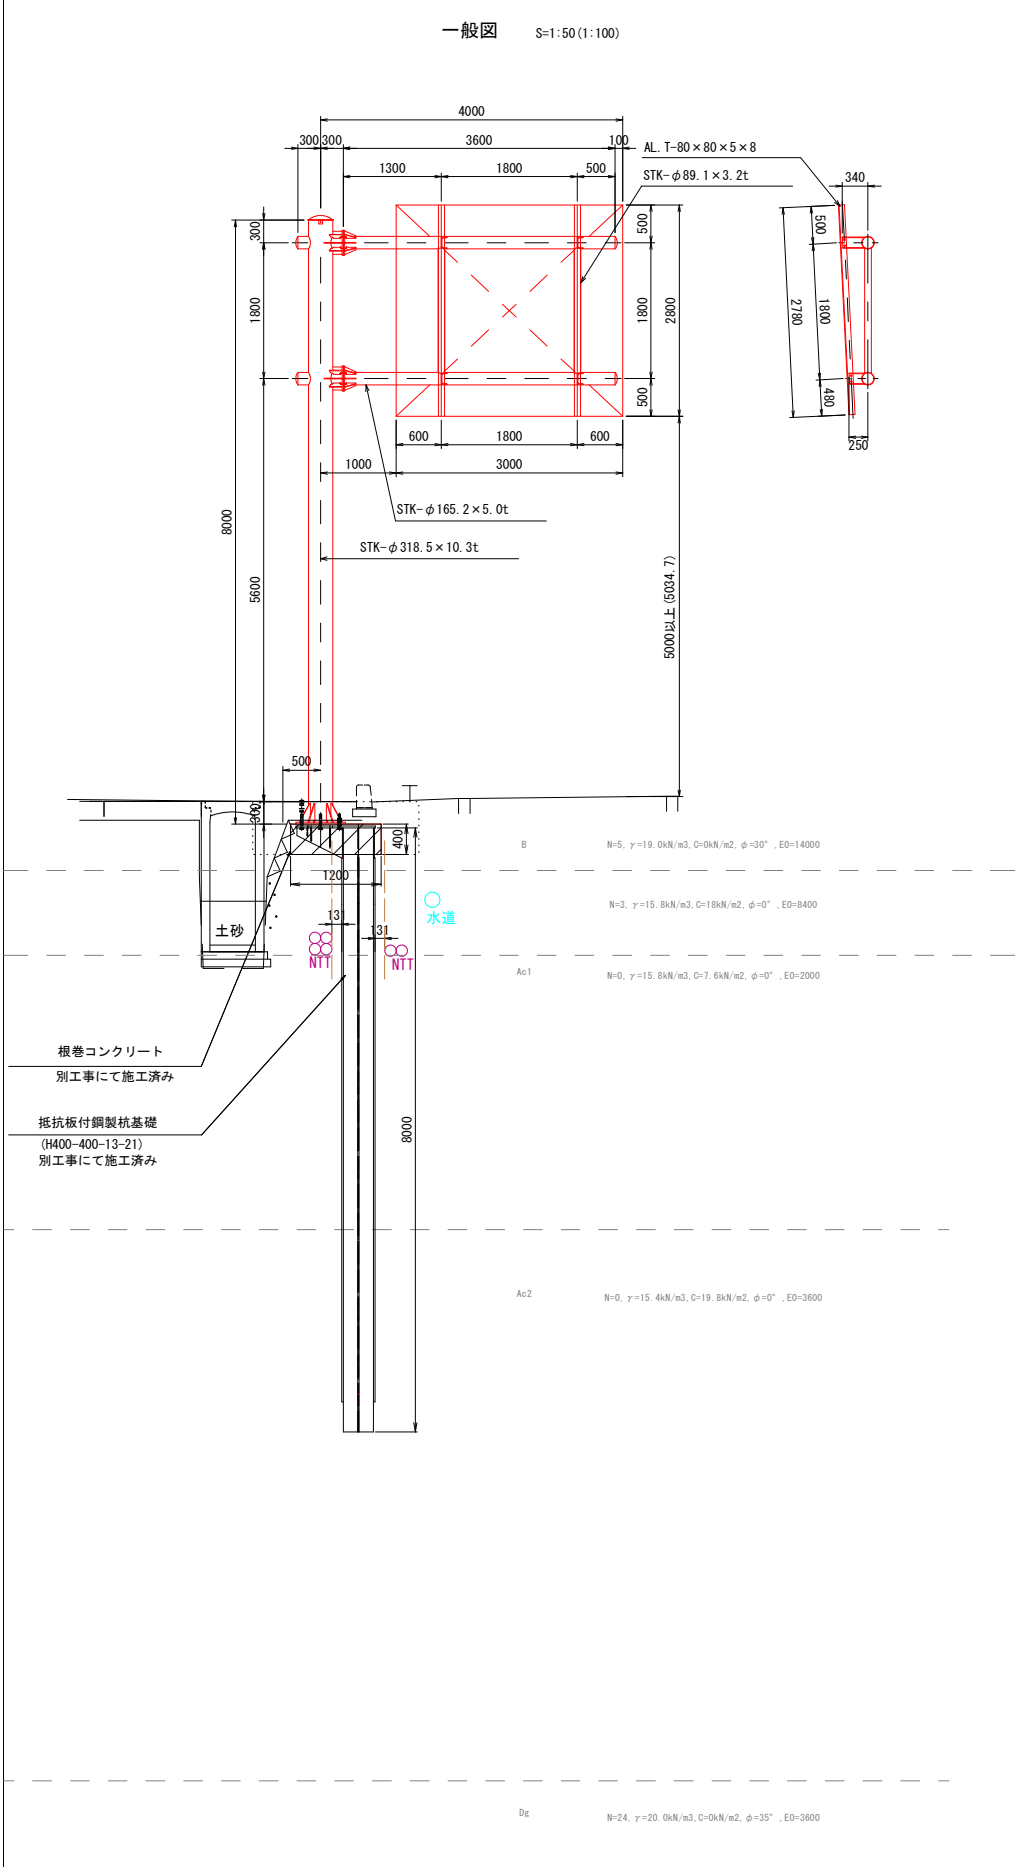 一般図 S=1:50(1:100)
4000
300 300 3600 100
1300 1800 500
AL.T-80×80×5×8
STK-φ89.1×3.2t
340
300
1800
500
1800
500
2800
500
1800
480
2780
250
600 1800 600
1000 3000
STK-φ165.2×5.0t
STK-φ318.5×10.3t
8000
5600
5000以上(5034.7)
500
300
400
1200
B N=5, γ=19.0kN/m3, C=0kN/m2, φ=30°, E0=14000
N=3, γ=15.8kN/m3, C=18kN/m2, φ=0°, E0=8400
水道
131
131
土砂
NTT
NTT
Ac1 N=0, γ=15.8kN/m3, C=7.6kN/m2, φ=0°, E0=2000
根巻コンクリート
別工事にて施工済み
抵抗板付鋼製杭基礎
(H400-400-13-21)
別工事にて施工済み
8000
Ac2 N=0, γ=15.4kN/m3, C=19.8kN/m2, φ=0°, E0=3600
Dg N=24, γ=20.0kN/m3, C=0kN/m2, φ=35°, E0=3600